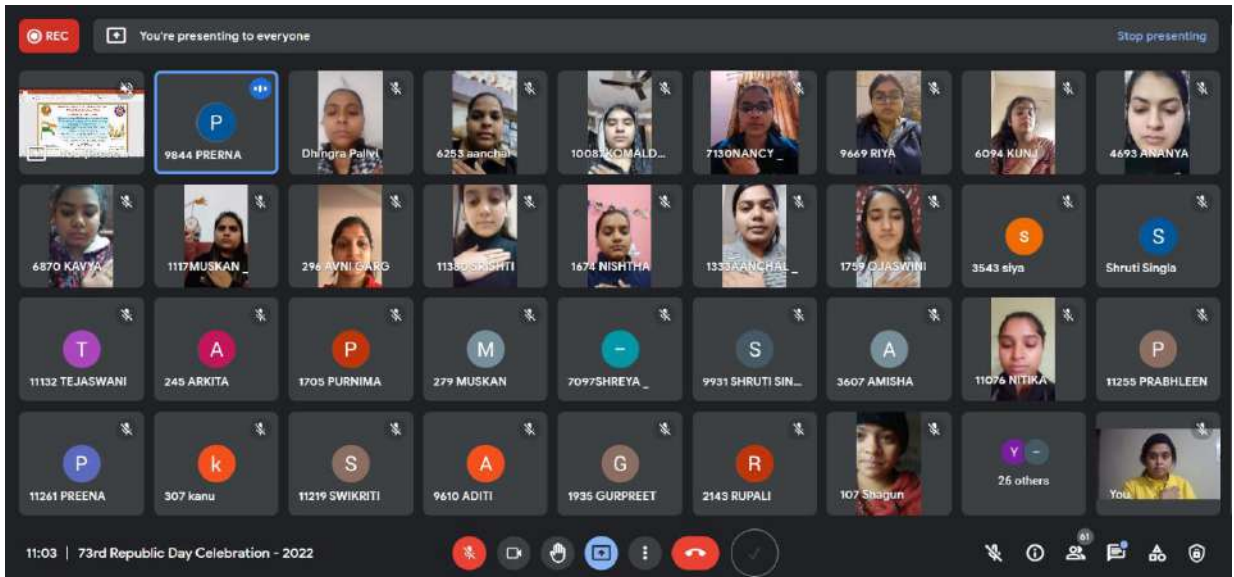 REC
You're presenting to everyone
Stop presenting
P
9844 PRERNA
Dhingra Pallvi
6253 aanchal
10087KOMALD...
7130NANCY _
9669 RIYA
6094 KUNJ
4693 ANANYA
6870 KAVYA
1117MUSKAN _
296 AVNI GARG
11380 SRISHTI
1674 NISHTHA
1333AANCHAL _
1759 OJASWINI
s
3543 siya
S
Shruti Singla
T
11132 TEJASWANI
A
245 ARKITA
P
1705 PURNIMA
M
279 MUSKAN
–
7097SHREYA _
S
9931 SHRUTI SIN...
A
3607 AMISHA
11076 NITIKA
P
11255 PRABHLEEN
P
11261 PREENA
k
307 kanu
S
11219 SWIKRITI
A
9610 ADITI
G
1935 GURPREET
R
2143 RUPALI
107 Shagun
Y –
26 others
You
11:03 | 73rd Republic Day Celebration - 2022
61